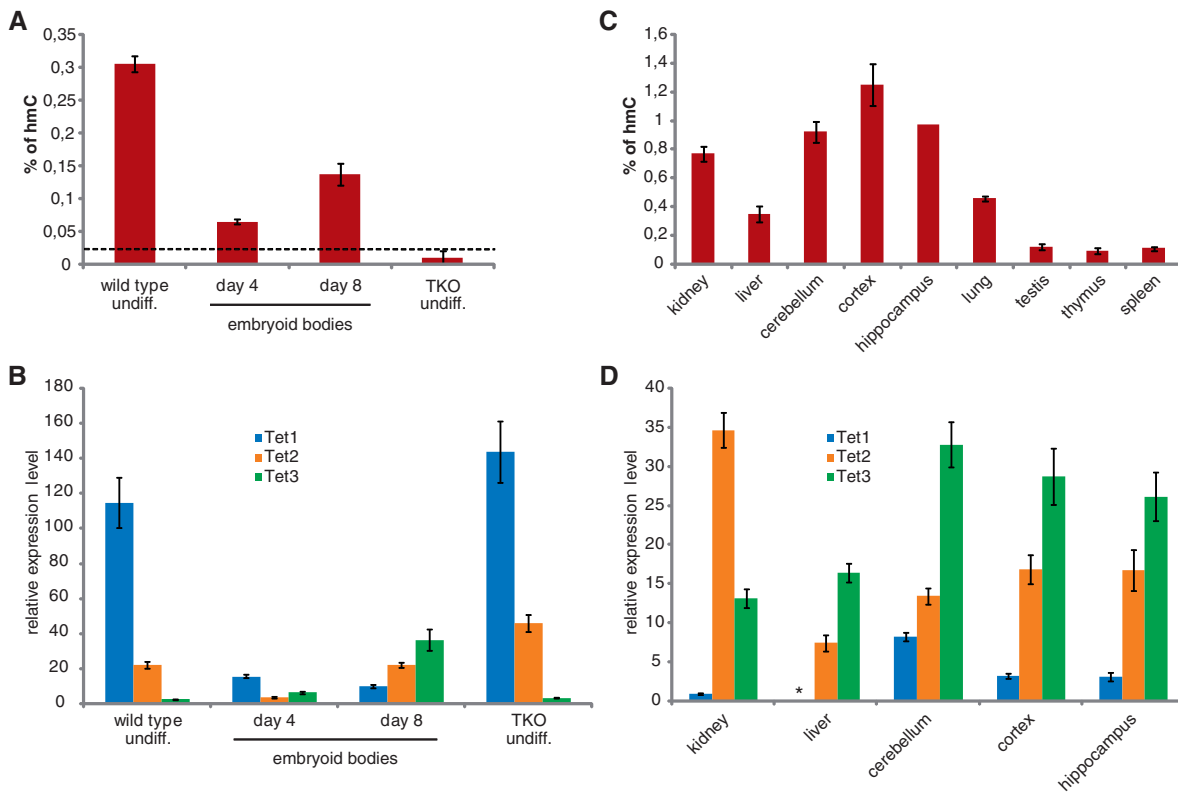 A
% of hmC
0,35
0,3
0,25
0,2
0,15
0,1
0,05
0
wild type
undiff.
day 4
day 8
TKO
undiff.
embryoid bodies
C
% of hmC
1,6
1,4
1,2
1
0,8
0,6
0,4
0,2
0
kidney
liver
cerebellum
cortex
hippocampus
lung
testis
thymus
spleen
B
relative expression level
180
160
140
120
100
80
60
40
20
0
Tet1
Tet2
Tet3
wild type
undiff.
day 4
day 8
TKO
undiff.
embryoid bodies
D
relative expression level
40
35
30
25
20
15
10
5
0
Tet1
Tet2
Tet3
*
kidney
liver
cerebellum
cortex
hippocampus